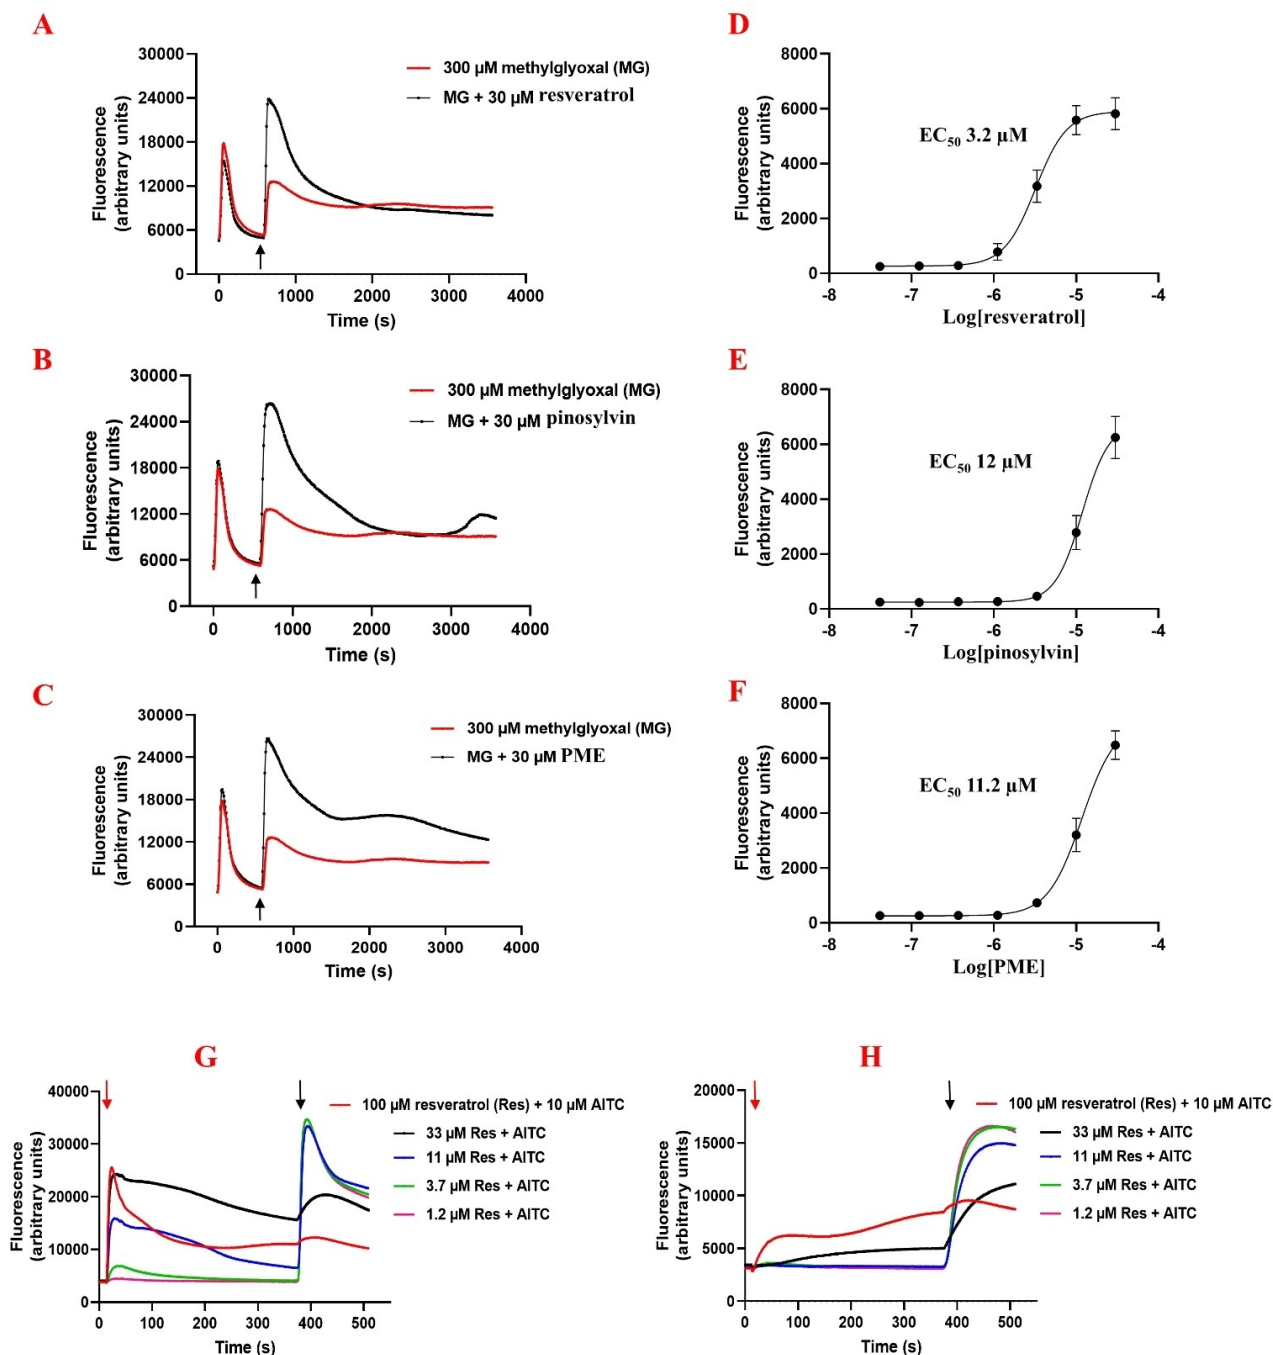 A
30000
24000
18000
12000
6000
0
Fluorescence
(arbitrary units)
0
1000
2000
3000
4000
Time (s)
300 µM methylglyoxal (MG)
MG + 30 µM resveratrol
D
8000
6000
4000
2000
0
Fluorescence
(arbitrary units)
EC50 3.2 µM
-8
-7
-6
-5
-4
Log[resveratrol]
B
30000
24000
18000
12000
6000
0
Fluorescence
(arbitrary units)
0
1000
2000
3000
4000
Time (s)
300 µM methylglyoxal (MG)
MG + 30 µM pinosylvin
E
8000
6000
4000
2000
0
Fluorescence
(arbitrary units)
EC50 12 µM
-8
-7
-6
-5
-4
Log[pinosylvin]
C
30000
24000
18000
12000
6000
0
Fluorescence
(arbitrary units)
0
1000
2000
3000
4000
Time (s)
300 µM methylglyoxal (MG)
MG + 30 µM PME
F
8000
6000
4000
2000
0
Fluorescence
(arbitrary units)
EC50 11.2 µM
-8
-7
-6
-5
-4
Log[PME]
G
40000
30000
20000
10000
0
Fluorescence
(arbitrary units)
0
100
200
300
400
500
Time (s)
100 µM resveratrol (Res) + 10 µM AITC
33 µM Res + AITC
11 µM Res + AITC
3.7 µM Res + AITC
1.2 µM Res + AITC
H
20000
15000
10000
5000
0
Fluorescence
(arbitrary units)
0
100
200
300
400
500
Time (s)
100 µM resveratrol (Res) + 10 µM AITC
33 µM Res + AITC
11 µM Res + AITC
3.7 µM Res + AITC
1.2 µM Res + AITC